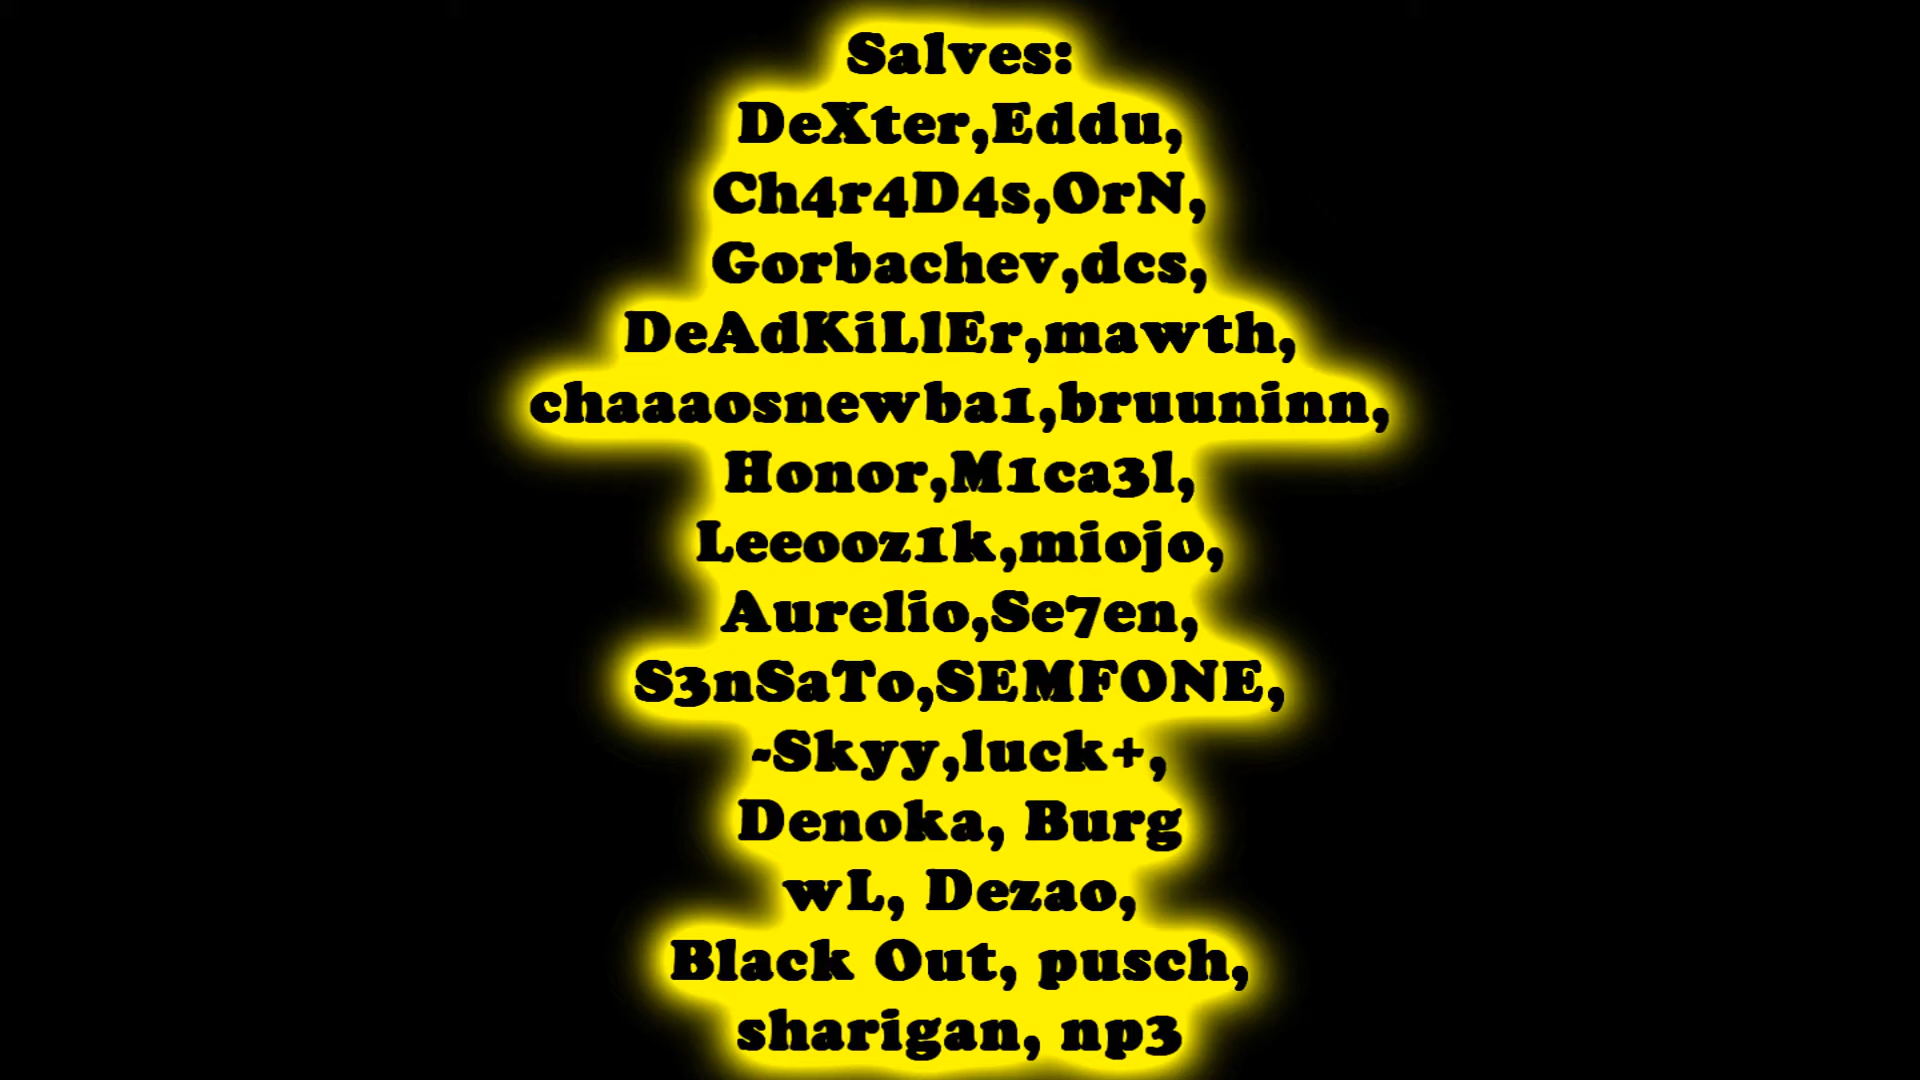 Salves:
DeXter,Eddu,
Ch4r4D4s,OrN,
Gorbachev,dcs,
DeAdKiLlEr,mawth,
chaaaosnewba1,bruuninn,
Honor,M1ca3l,
Leeooz1k,miojo,
Aurelio,Se7en,
S3nSaTo,SEMFONE,
-Skyy,luck+,
Denoka, Burg
wL, Dezao,
Black Out, pusch,
sharigan, np3